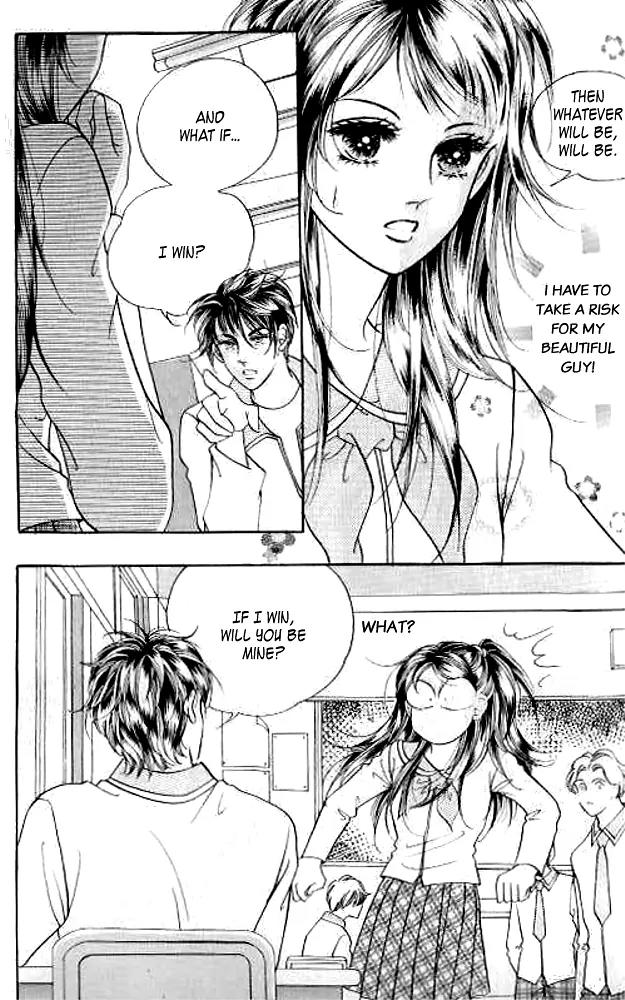 AND
WHAT IF...
I WIN?
THEN
WHATEVER
WILL BE,
WILL BE.
I HAVE TO
TAKE A RISK
FOR MY
BEAUTIFUL
GUY!
IF I WIN,
WILL YOU BE
MINE?
WHAT?